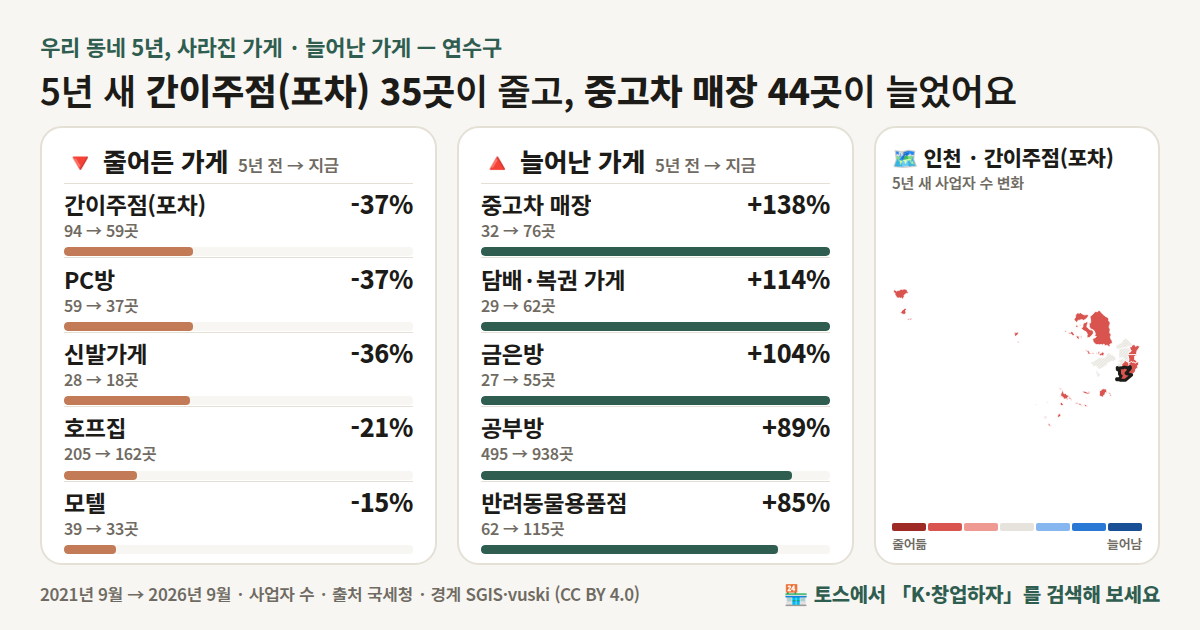 우리 동네 5년, 사라진 가게 · 늘어난 가게 — 연수구
5년 새 간이주점(포차) 35곳이 줄고, 중고차 매장 44곳이 늘었어요
줄어든 가게 5년 전 → 지금
간이주점(포차) -37%
94 → 59곳
PC방 -37%
59 → 37곳
신발가게 -36%
28 → 18곳
호프집 -21%
205 → 162곳
모텔 -15%
39 → 33곳
늘어난 가게 5년 전 → 지금
중고차 매장 +138%
32 → 76곳
담배·복권 가게 +114%
29 → 62곳
금은방 +104%
27 → 55곳
공부방 +89%
495 → 938곳
반려동물용품점 +85%
62 → 115곳
인천 · 간이주점(포차)
5년 새 사업자 수 변화
줄어듦 늘어남
2021년 9월 → 2026년 9월 · 사업자 수 · 출처 국세청 · 경계 SGIS·vuski (CC BY 4.0)
토스에서 「K·창업하자」를 검색해 보세요